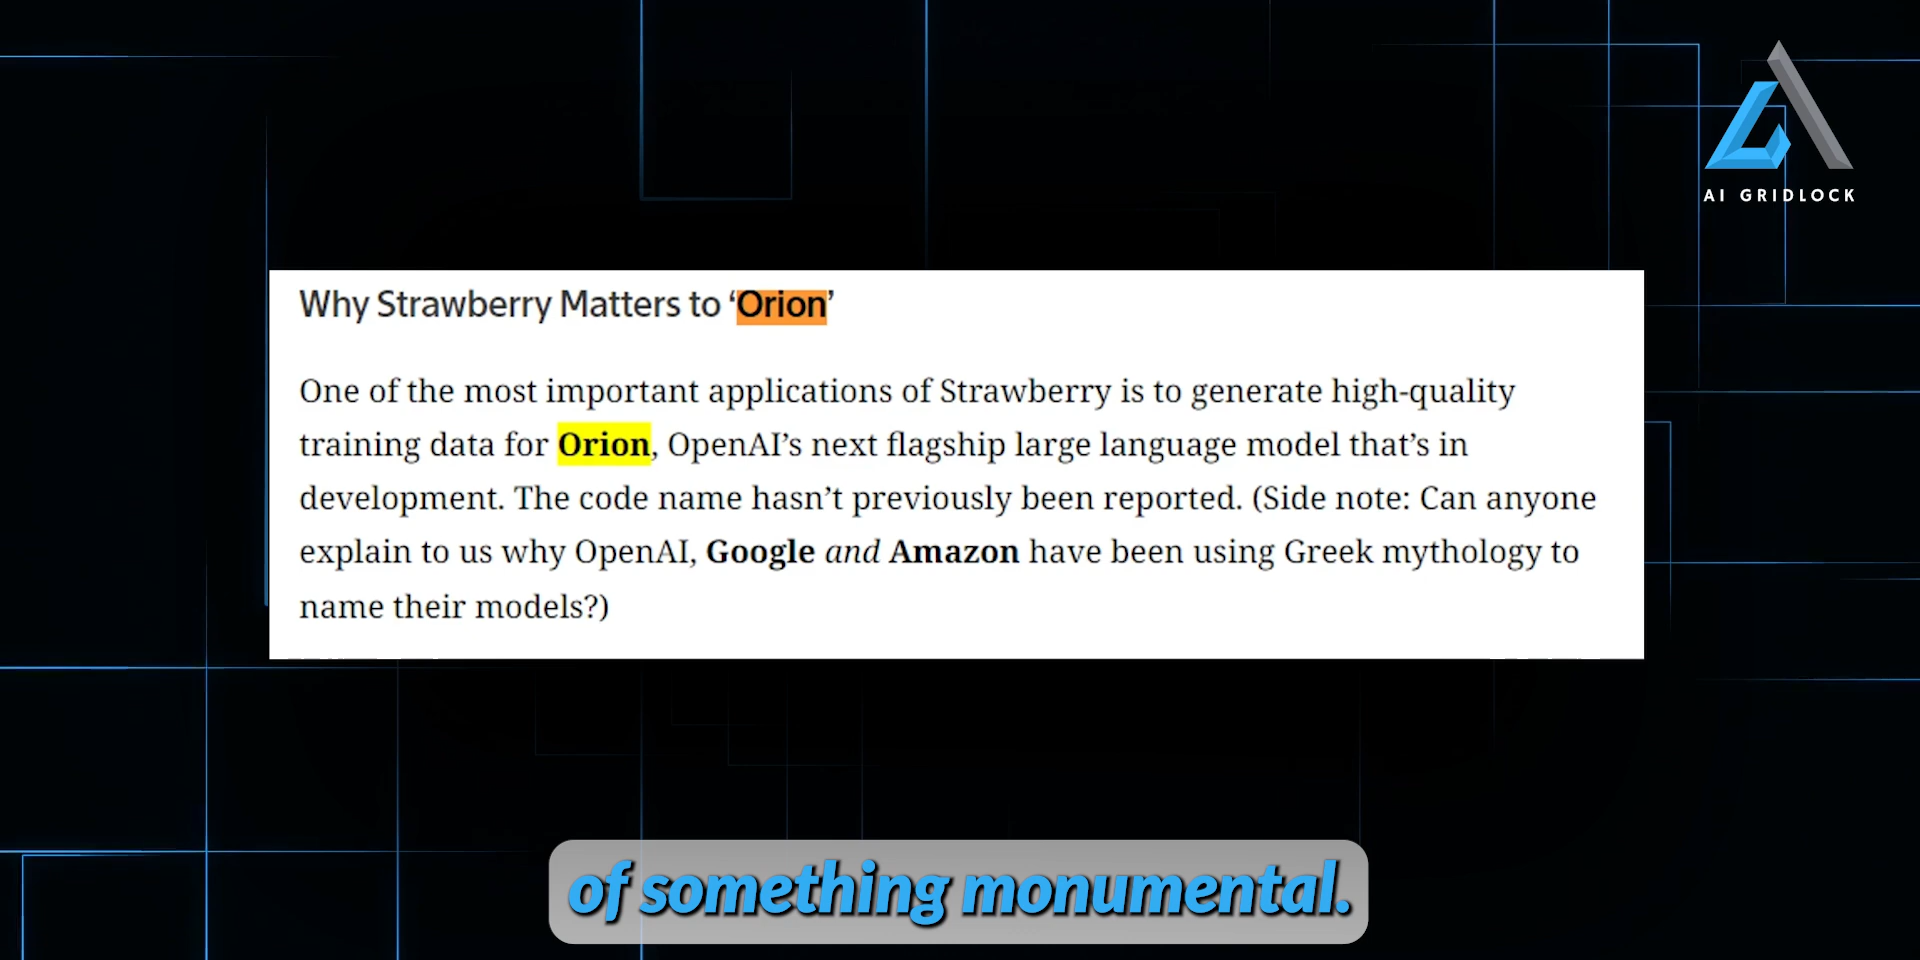 AI GRIDLOCK
Why Strawberry Matters to ‘Orion’
One of the most important applications of Strawberry is to generate high-quality
training data for Orion, OpenAI’s next flagship large language model that’s in
development. The code name hasn’t previously been reported. (Side note: Can anyone
explain to us why OpenAI, Google and Amazon have been using Greek mythology to
name their models?)
of something monumental.